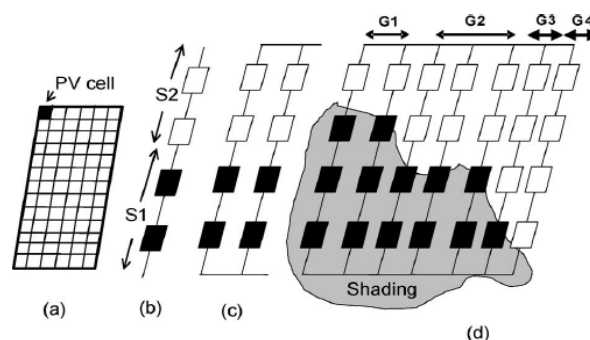 G1 G2 G3 G4
PV cell
S2
S1
Shading
(a) (b) (c) (d)